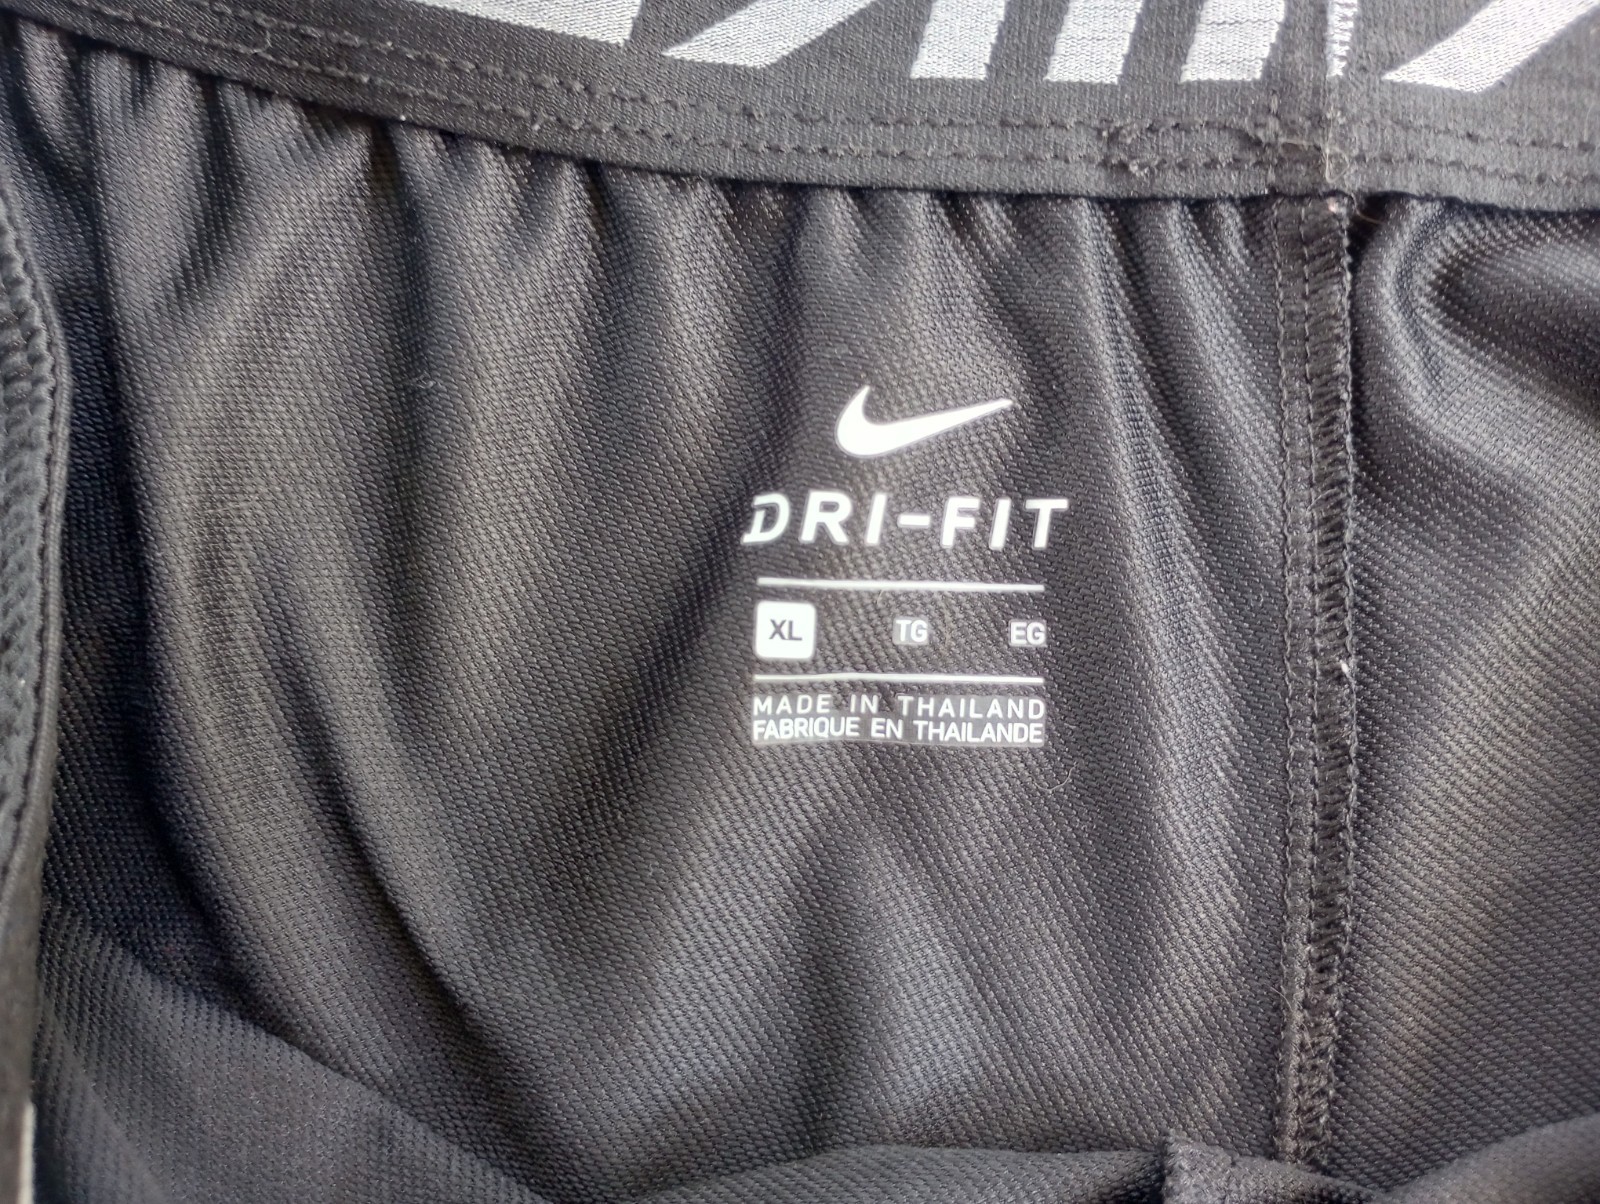 DRI-FIT
XL TG EG
MADE IN THAILAND
FABRIQUE EN THAILANDE